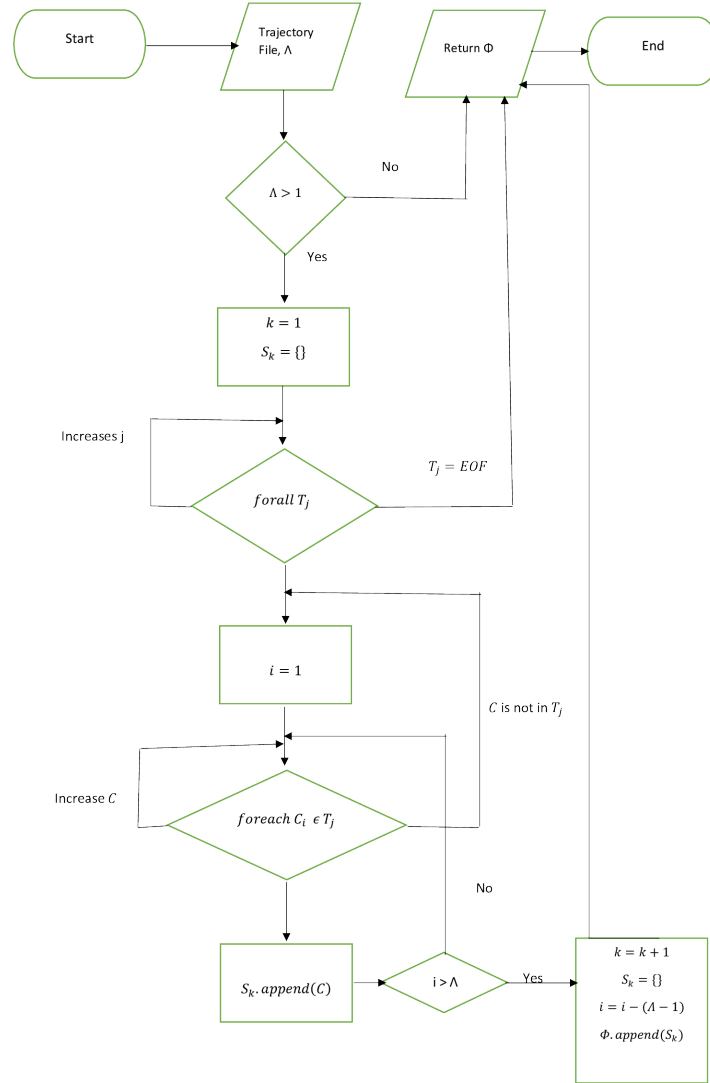 Start
Trajectory
File, Λ
Return Φ
End
No
Λ > 1
Yes
k = 1
S_k = {}
Increases j
T_j = EOF
forall T_j
i = 1
C is not in T_j
Increase C
foreach C_i ϵ T_j
No
S_k.append(C)
i > Λ
Yes
k = k + 1
S_k = {}
i = i − (Λ − 1)
Φ.append(S_k)